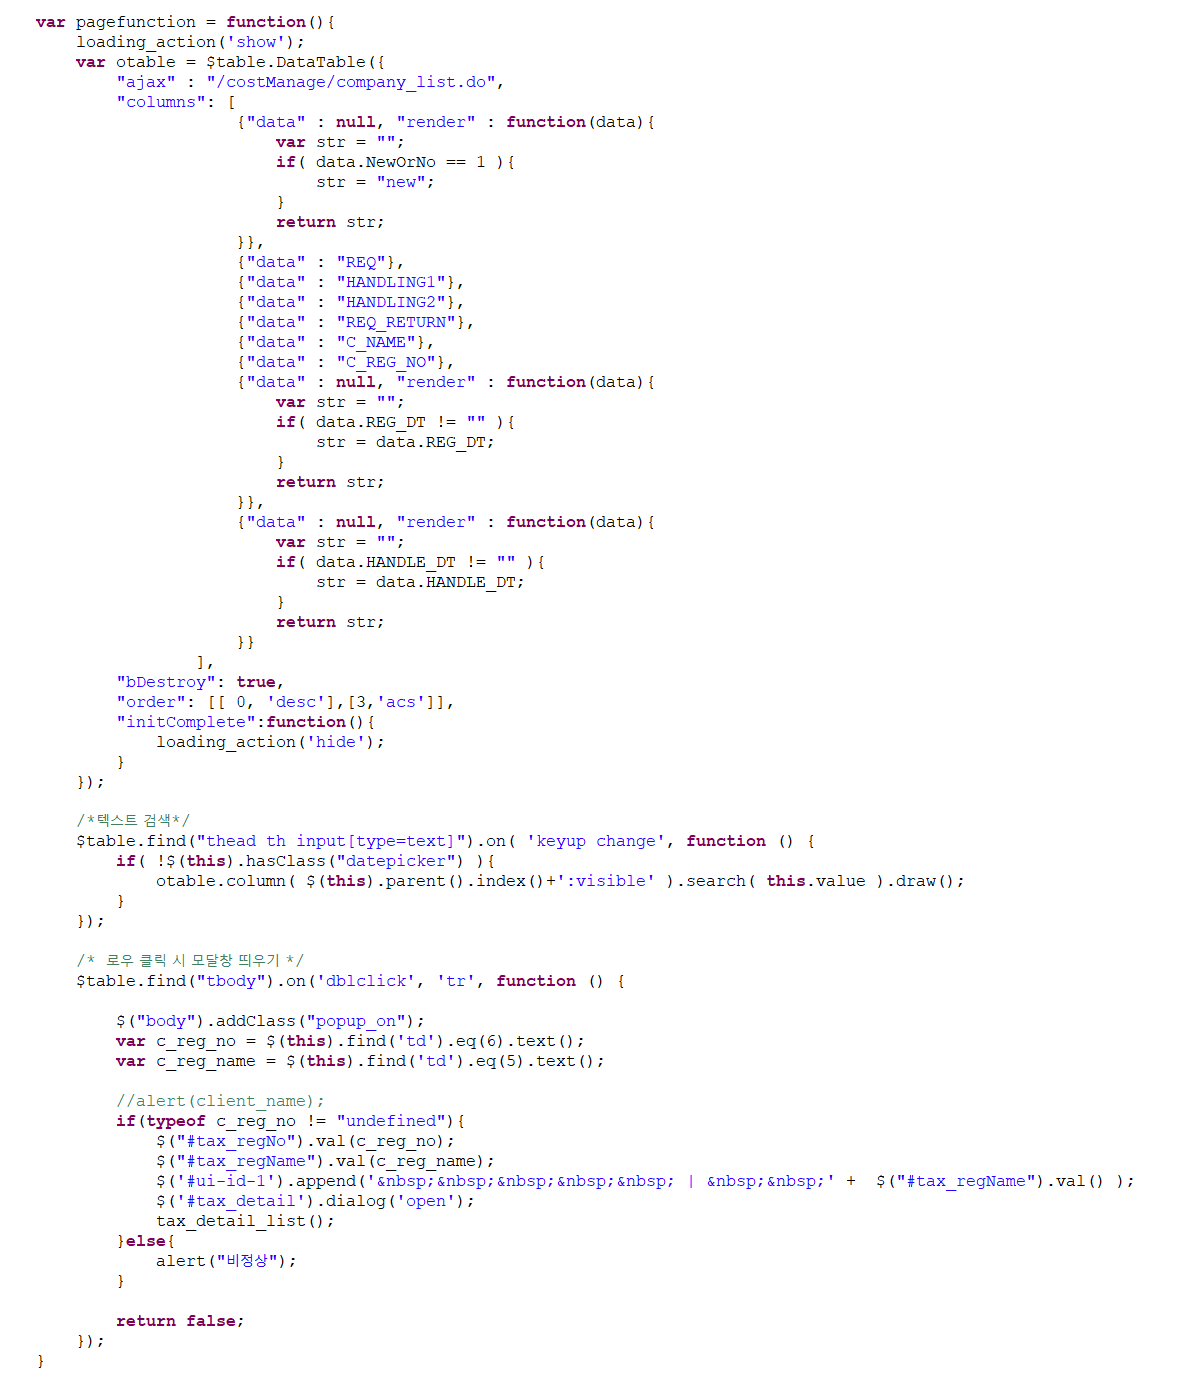 var pagefunction = function(){
    loading_action('show');
    var otable = $table.DataTable({
        "ajax" : "/costManage/company_list.do",
        "columns": [
                    {"data" : null, "render" : function(data){
                        var str = "";
                        if( data.NewOrNo == 1 ){
                            str = "new";
                        }
                        return str;
                    }},
                    {"data" : "REQ"},
                    {"data" : "HANDLING1"},
                    {"data" : "HANDLING2"},
                    {"data" : "REQ_RETURN"},
                    {"data" : "C_NAME"},
                    {"data" : "C_REG_NO"},
                    {"data" : null, "render" : function(data){
                        var str = "";
                        if( data.REG_DT != "" ){
                            str = data.REG_DT;
                        }
                        return str;
                    }},
                    {"data" : null, "render" : function(data){
                        var str = "";
                        if( data.HANDLE_DT != "" ){
                            str = data.HANDLE_DT;
                        }
                        return str;
                    }}
                ],
        "bDestroy": true,
        "order": [[ 0, 'desc'],[3,'acs']],
        "initComplete":function(){
            loading_action('hide');
        }
    });

    /*텍스트 검색*/
    $table.find("thead th input[type=text]").on( 'keyup change', function () {
        if( !$(this).hasClass("datepicker") ){
            otable.column( $(this).parent().index()+':visible' ).search( this.value ).draw();
        }
    });

    /* 로우 클릭 시 모달창 띄우기 */
    $table.find("tbody").on('dblclick', 'tr', function () {

        $("body").addClass("popup_on");
        var c_reg_no = $(this).find('td').eq(6).text();
        var c_reg_name = $(this).find('td').eq(5).text();

        //alert(client_name);
        if(typeof c_reg_no != "undefined"){
            $("#tax_regNo").val(c_reg_no);
            $("#tax_regName").val(c_reg_name);
            $('#ui-id-1').append('&nbsp;&nbsp;&nbsp;&nbsp;&nbsp; | &nbsp;&nbsp;' +  $("#tax_regName").val() );
            $('#tax_detail').dialog('open');
            tax_detail_list();
        }else{
            alert("비정상");
        }

        return false;
    });
}